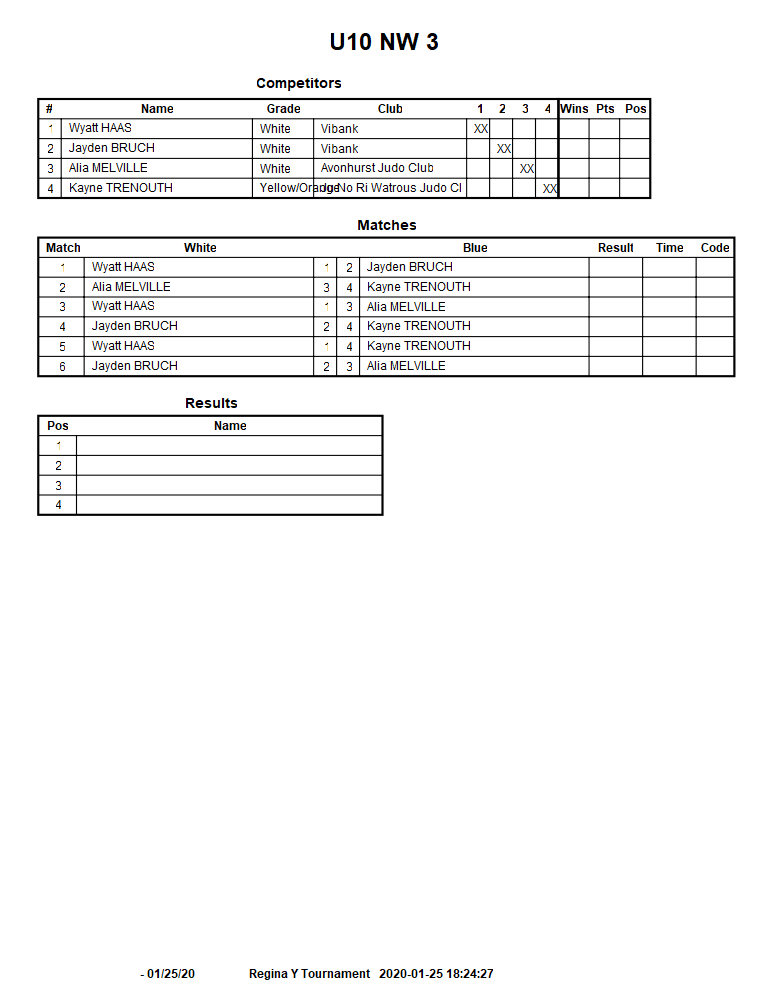 U10 NW 3
Competitors
# Name Grade Club 1 2 3 4 Wins Pts Pos
1 Wyatt HAAS White Vibank XX
2 Jayden BRUCH White Vibank XX
3 Alia MELVILLE White Avonhurst Judo Club XX
4 Kayne TRENOUTH Yellow/Orange Ju No Ri Watrous Judo Cl XX
Matches
Match White Blue Result Time Code
1 Wyatt HAAS 1 2 Jayden BRUCH
2 Alia MELVILLE 3 4 Kayne TRENOUTH
3 Wyatt HAAS 1 3 Alia MELVILLE
4 Jayden BRUCH 2 4 Kayne TRENOUTH
5 Wyatt HAAS 1 4 Kayne TRENOUTH
6 Jayden BRUCH 2 3 Alia MELVILLE
Results
Pos Name
1
2
3
4
- 01/25/20 Regina Y Tournament 2020-01-25 18:24:27